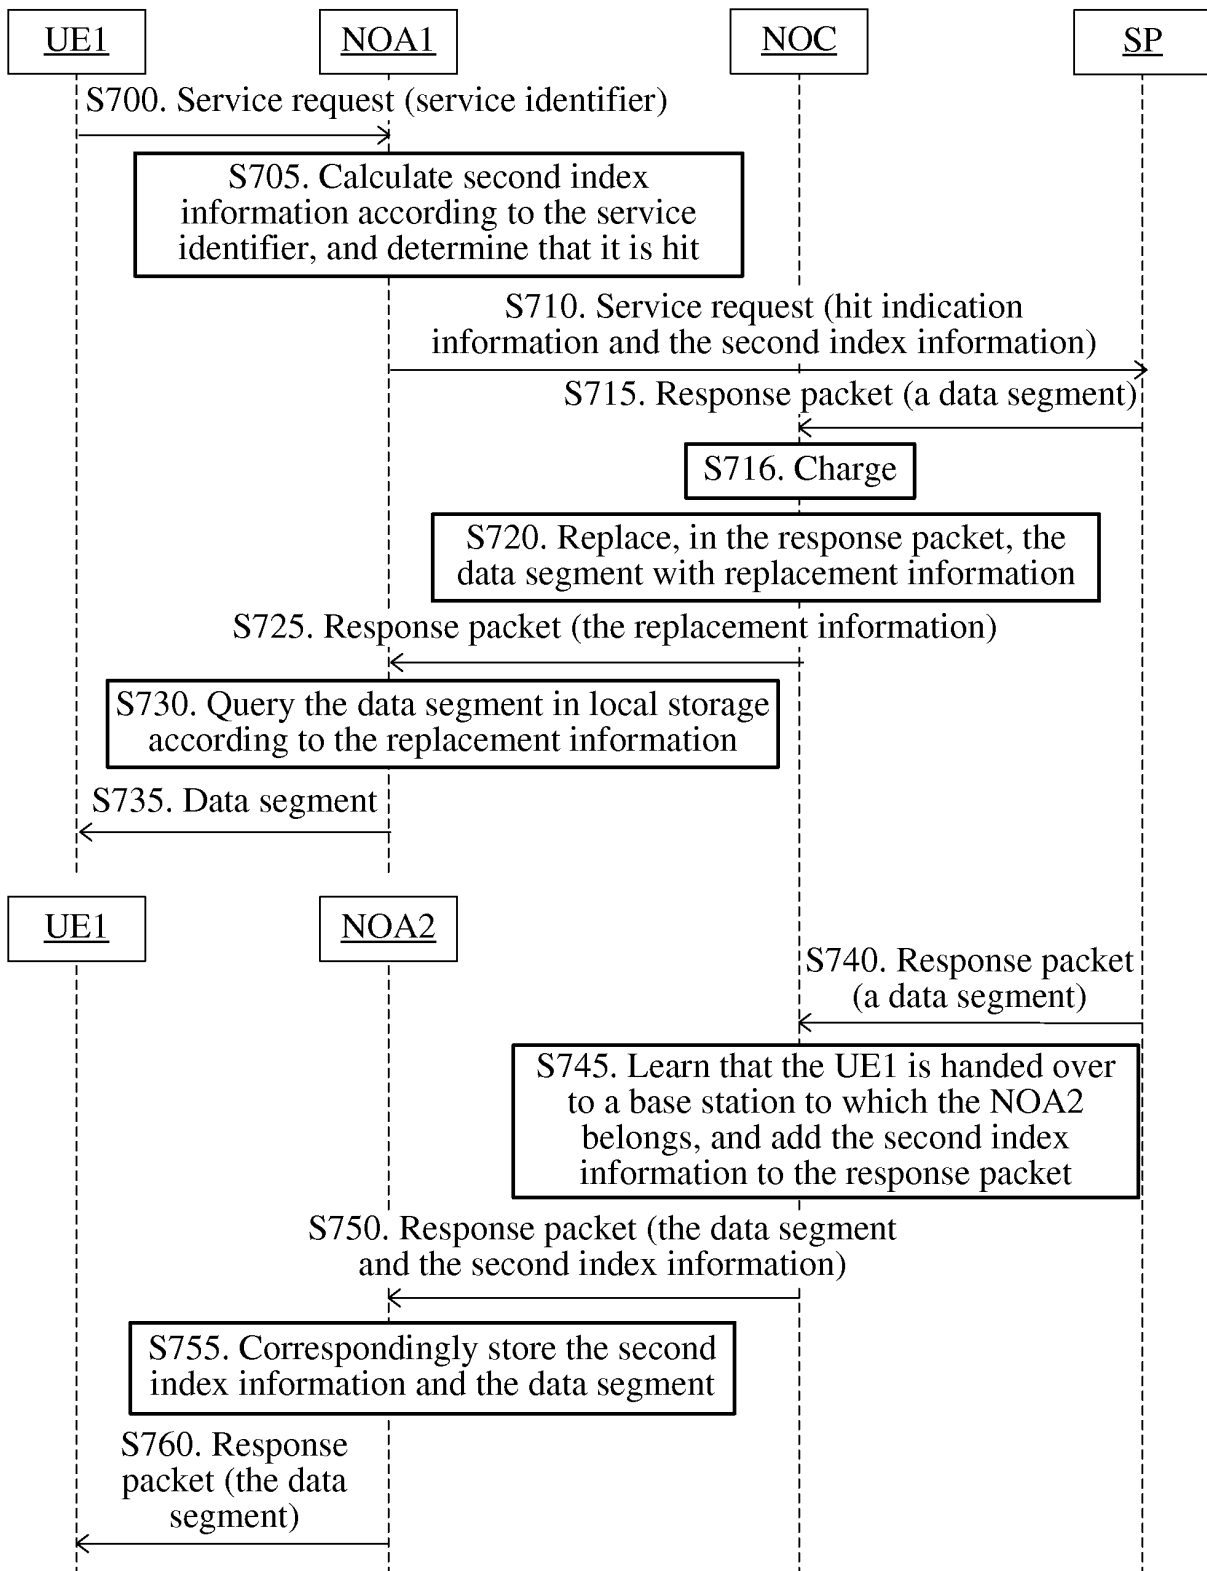 UE1
NOA1
NOC
SP
S700. Service request (service identifier)
S705. Calculate second index
information according to the service
identifier, and determine that it is hit
S710. Service request (hit indication
information and the second index information)
S715. Response packet (a data segment)
S716. Charge
S720. Replace, in the response packet, the
data segment with replacement information
S725. Response packet (the replacement information)
S730. Query the data segment in local storage
according to the replacement information
S735. Data segment
UE1
NOA2
S740. Response packet
(a data segment)
S745. Learn that the UE1 is handed over
to a base station to which the NOA2
belongs, and add the second index
information to the response packet
S750. Response packet (the data segment
and the second index information)
S755. Correspondingly store the second
index information and the data segment
S760. Response
packet (the data
segment)